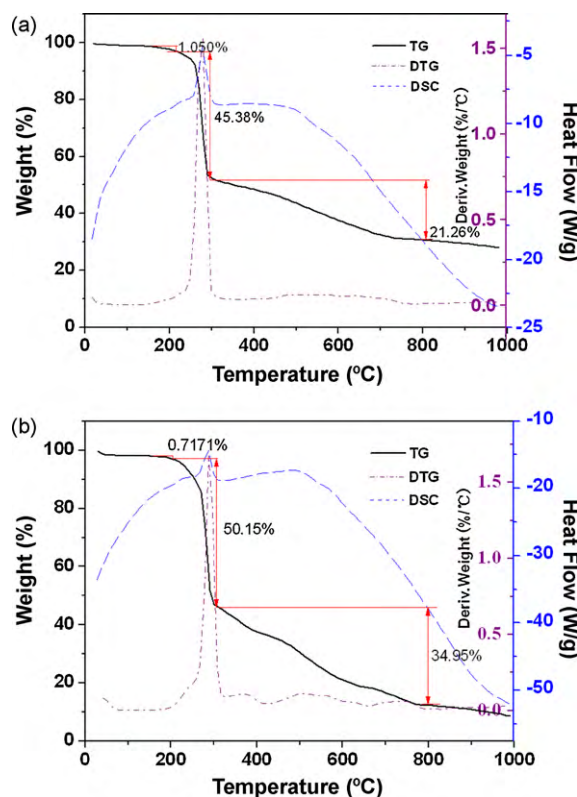 (a)
100
80
60
40
20
0
Weight (%)
1.050%
45.38%
21.26%
TG
DTG
DSC
1.5
1.0
0.5
0.0
Deriv.Weight (%/°C)
-5
-10
-15
-20
-25
Heat Flow (W/g)
0 200 400 600 800 1000
Temperature (ºC)
(b)
100
80
60
40
20
0
Weight (%)
0.7171%
50.15%
34.95%
TG
DTG
DSC
1.5
1.0
0.5
0.0
Deriv.Weight (%/°C)
-10
-20
-30
-40
-50
Heat Flow (W/g)
0 200 400 600 800 1000
Temperature (ºC)